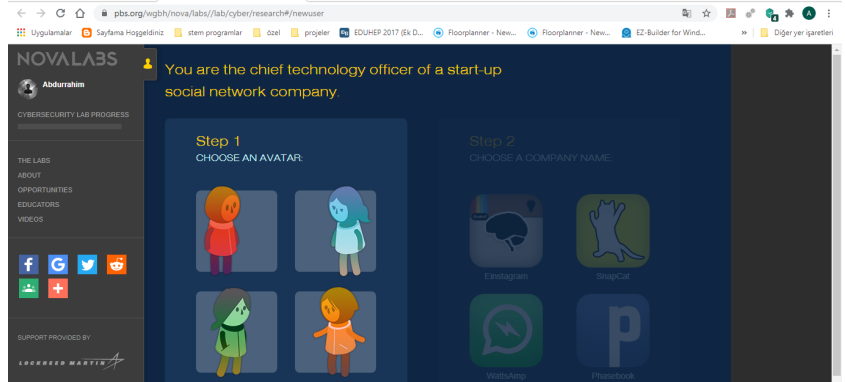 pbs.org/wgbh/nova/labs//lab/cyber/research#/newuser
Uygulamalar Sayfama Hoşgeldiniz stem programlar özel projeler EDUHEP 2017 (Ek D... Floorplanner - New... Floorplanner - New... EZ-Builder for Wind... » Diğer yer işaretleri
NOVALABS
Abdurrahim
CYBERSECURITY LAB PROGRESS
THE LABS
ABOUT
OPPORTUNITIES
EDUCATORS
VIDEOS
SUPPORT PROVIDED BY
LOCKHEED MARTIN
You are the chief technology officer of a start-up
social network company.
Step 1
CHOOSE AN AVATAR:
Step 2
CHOOSE A COMPANY NAME:
EInstagram SnapCat
WattsAmp Phasebook